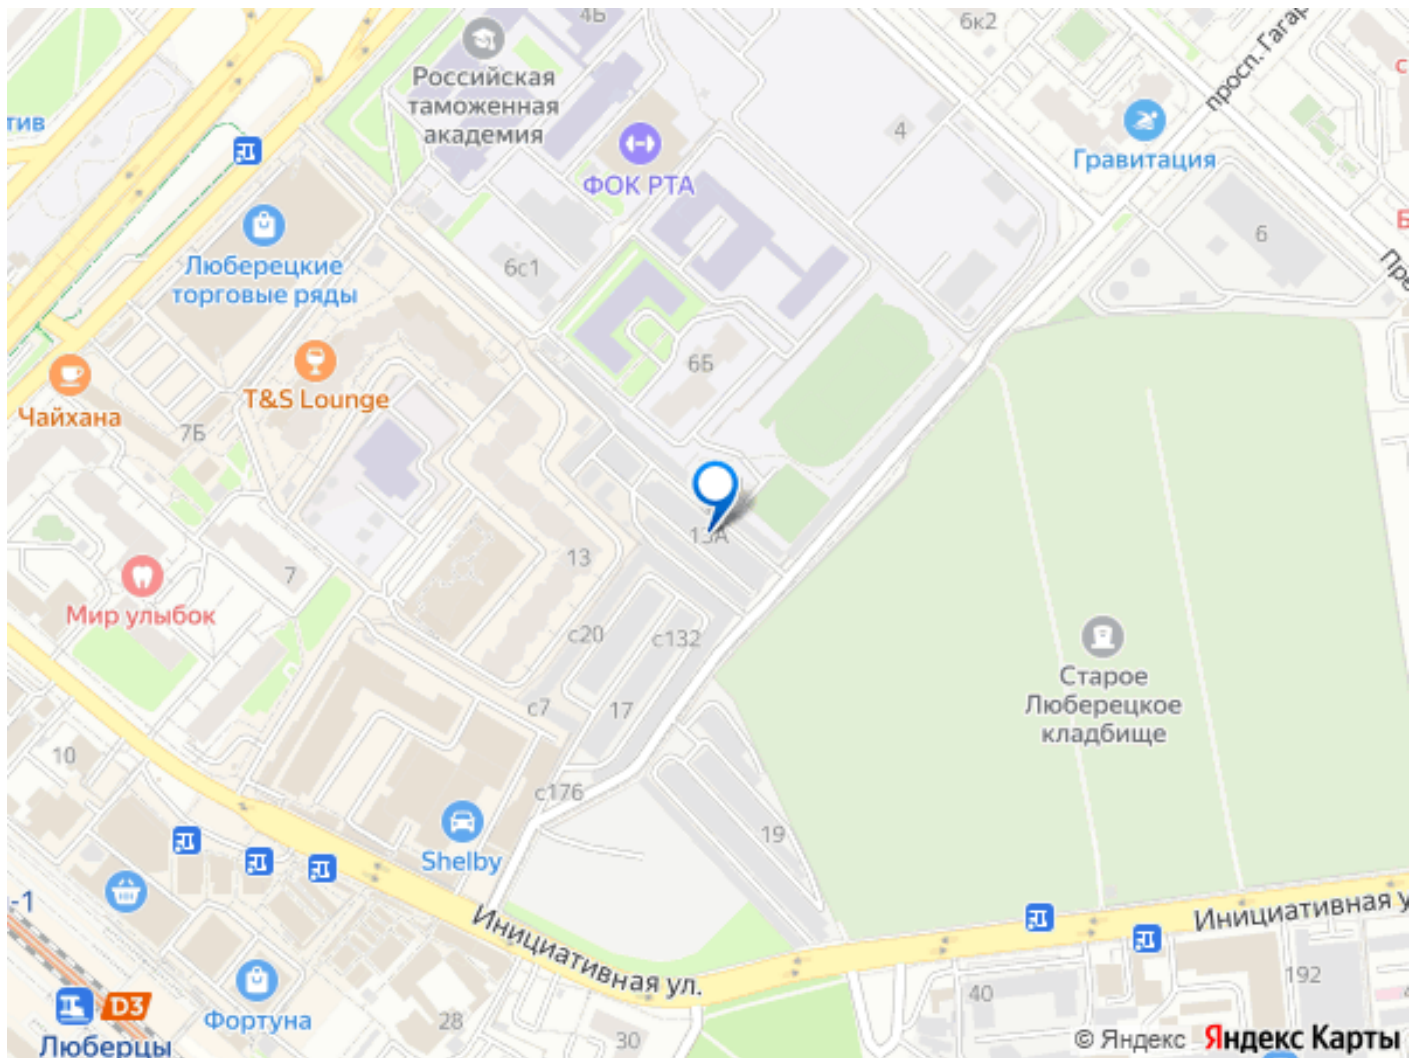 4Б
6к2
просп. Гагар
Российская
таможенная
академия
с
тив
4
ФОК РТА
Гравитация
Б
6
Пре
Люберецкие
торговые ряды
6с1
6Б
T&S Lounge
Чайхана
7Б
13А
13
7
Мир улыбок
с20
с132
Старое
Люберецкое
кладбище
с7
17
10
с176
19
Shelby
-1
Инициативная ул.
Инициативная у
192
40
D3
Фортуна
28
30
Люберцы
© Яндекс Яндекс Карты